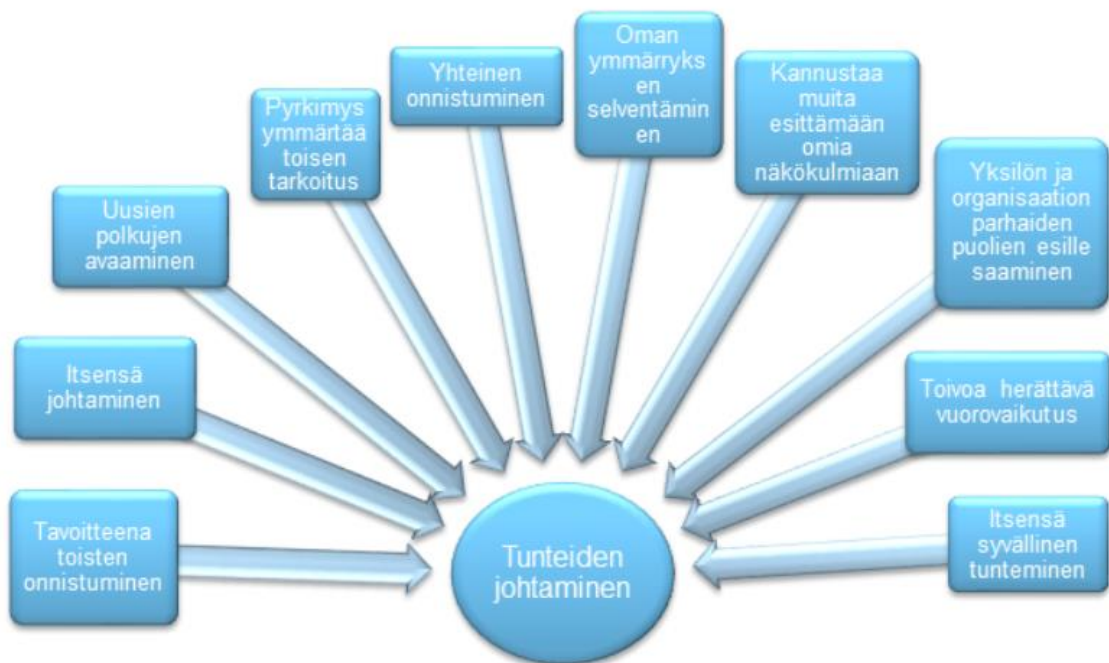 Tavoitteena
toisten
onnistuminen
Itsensä
johtaminen
Uusien
polkujen
avaaminen
Pyrkimys
ymmärtää
toisen
tarkoitus
Yhteinen
onnistuminen
Oman
ymmärryks
en
selventämin
en
Kannustaa
muita
esittämään
omia
näkökulmiaan
Yksilön ja
organisaation
parhaiden
puolien esille
saaminen
Toivoa herättävä
vuorovaikutus
Itsensä
syvällinen
tunteminen
Tunteiden
johtaminen